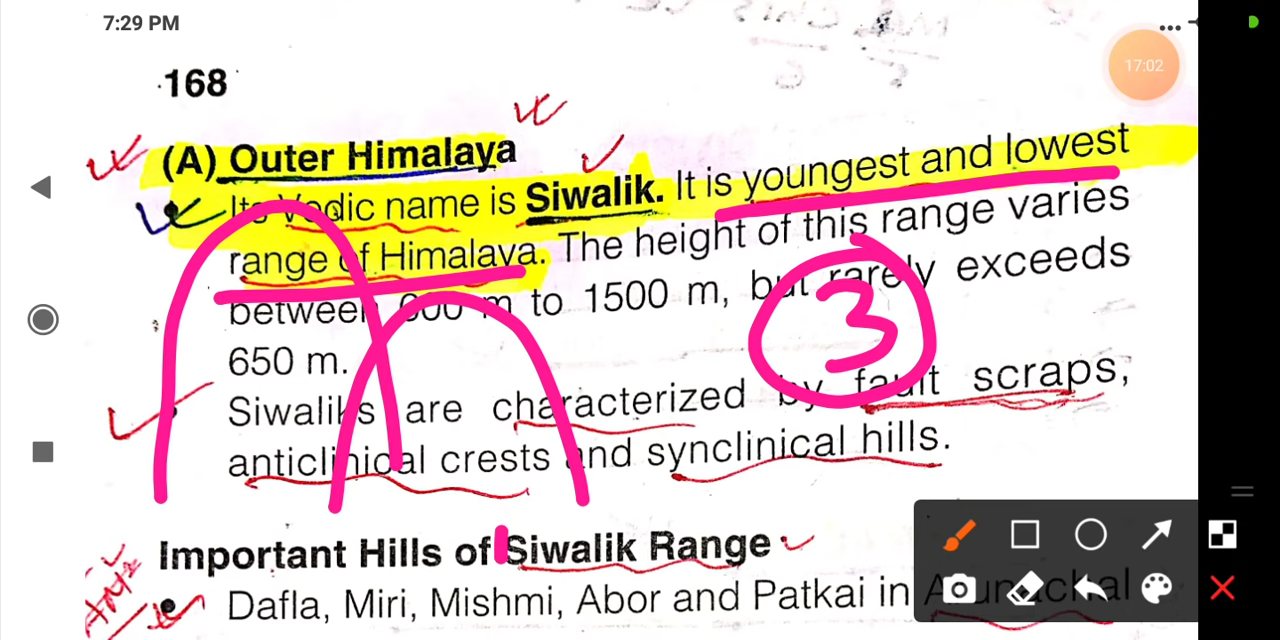 7:29 PM
17:02
168
(A) Outer Himalaya
Its Vedic name is Siwalik. It is youngest and lowest
range of Himalaya. The height of this range varies
between 600 m to 1500 m, but rarely exceeds
650 m.
3
Siwaliks are characterized by fault scraps,
anticlinical crests and synclinical hills.
Important Hills of Siwalik Range
Dafla, Miri, Mishmi, Abor and Patkai in Arunachal